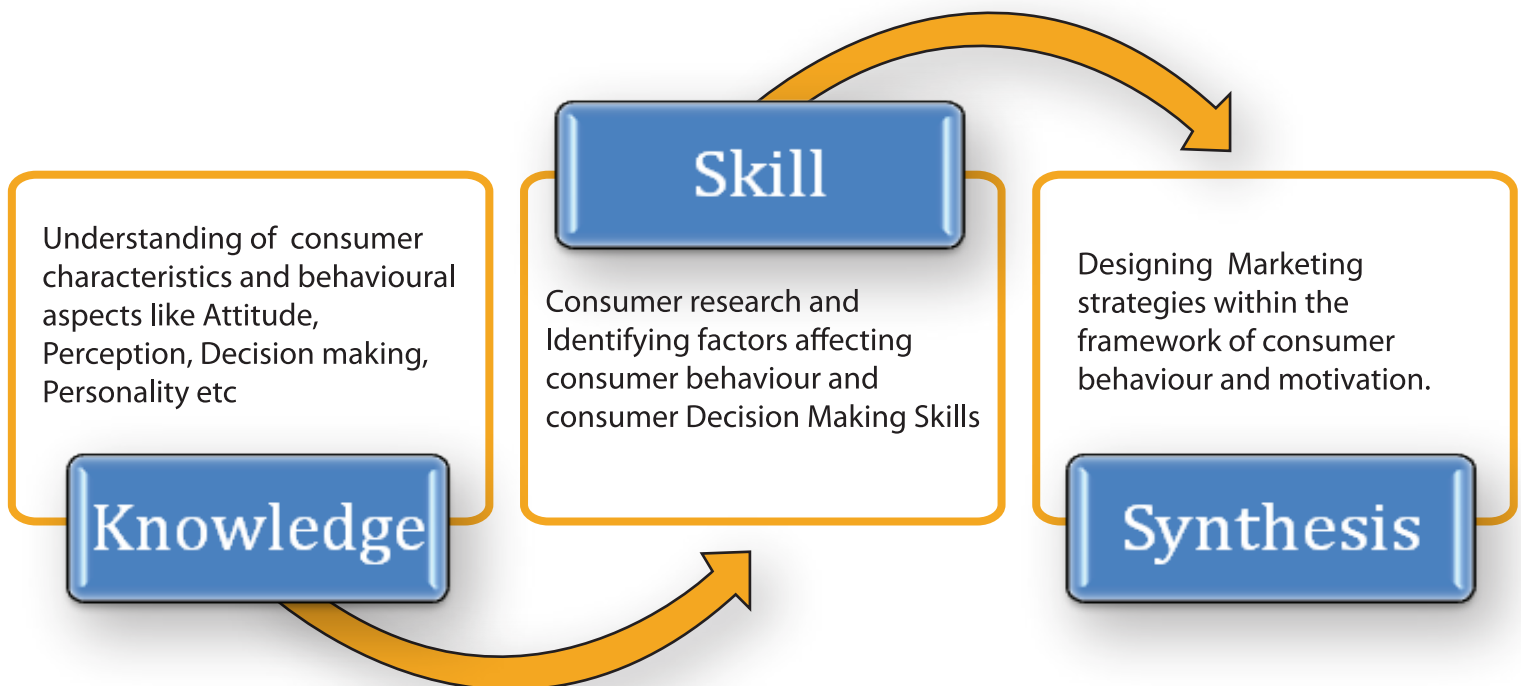 Understanding of consumer
characteristics and behavioural
aspects like Attitude,
Perception, Decision making,
Personality etc
Knowledge
Skill
Consumer research and
Identifying factors affecting
consumer behaviour and
consumer Decision Making Skills
Designing Marketing
strategies within the
framework of consumer
behaviour and motivation.
Synthesis